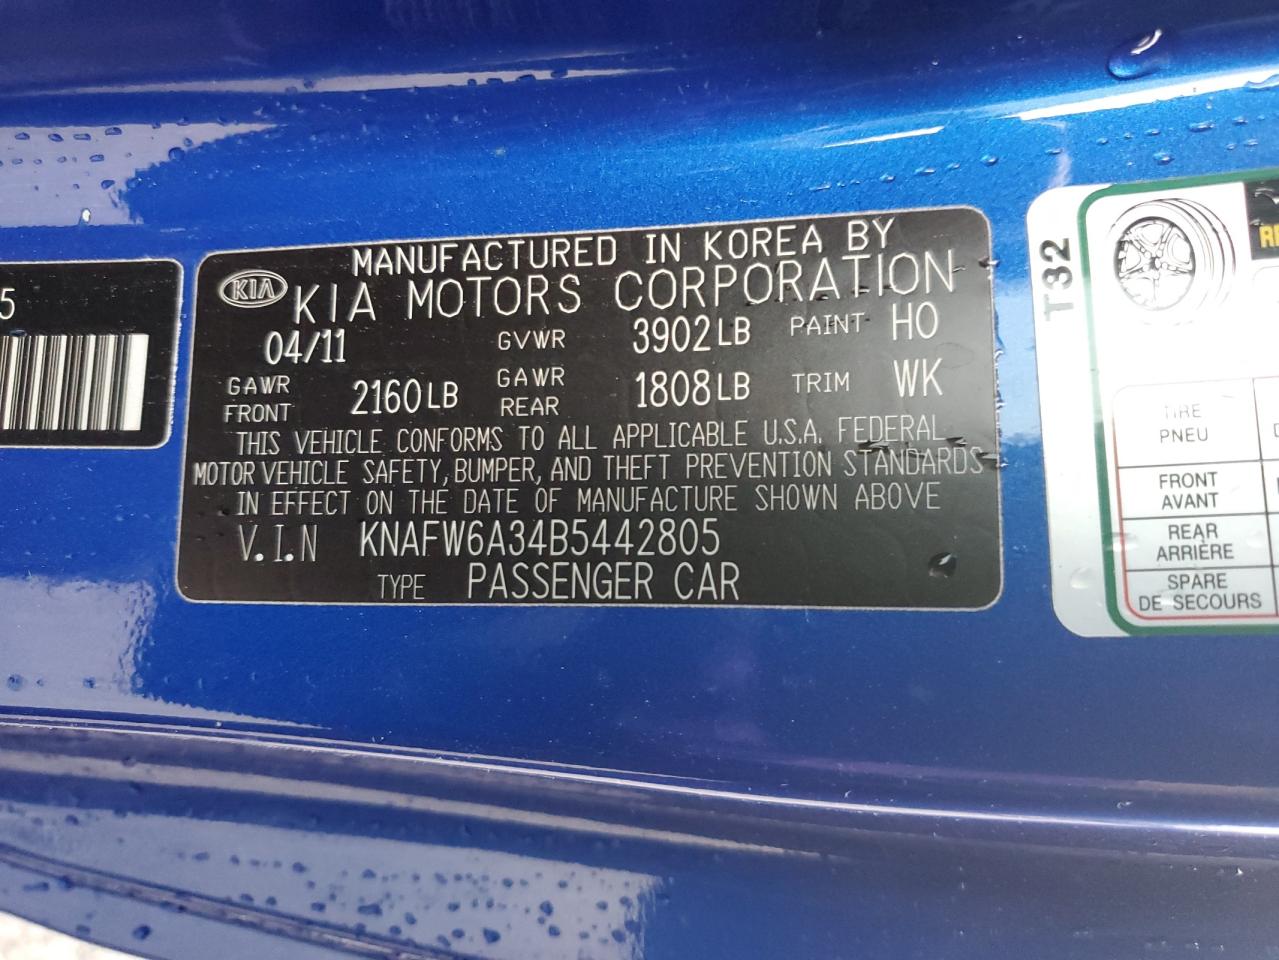 5
KIA
MANUFACTURED IN KOREA BY
KIA MOTORS CORPORATION
04/11 GVWR 3902LB PAINT HO
GAWR FRONT 2160LB GAWR REAR 1808LB TRIM WK
THIS VEHICLE CONFORMS TO ALL APPLICABLE U.S.A. FEDERAL
MOTOR VEHICLE SAFETY, BUMPER, AND THEFT PREVENTION STANDARDS
IN EFFECT ON THE DATE OF MANUFACTURE SHOWN ABOVE
V.I.N KNAFW6A34B5442805
TYPE PASSENGER CAR
T32
TIRE
PNEU
FRONT
AVANT
REAR
ARRIÈRE
SPARE
DE SECOURS